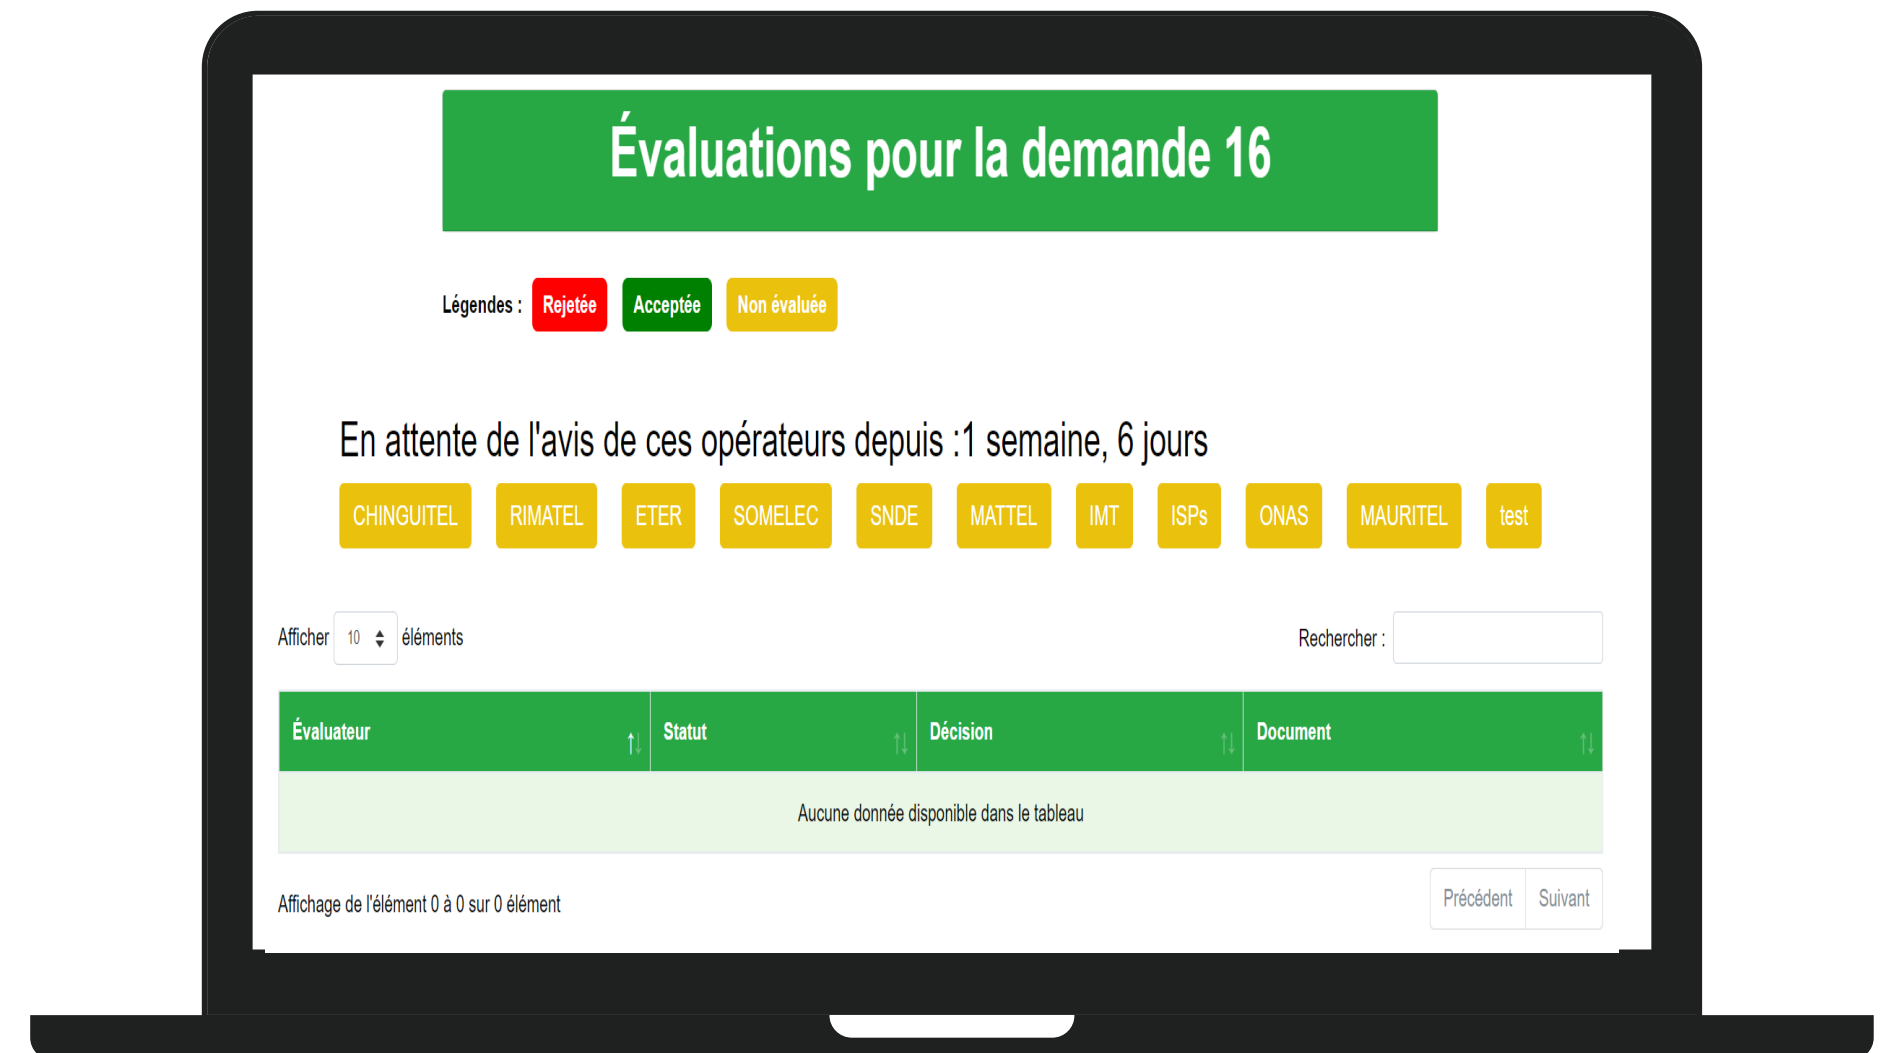 Évaluations pour la demande 16
Légendes : Rejetée Acceptée Non évaluée
En attente de l'avis de ces opérateurs depuis :1 semaine, 6 jours
CHINGUITEL RIMATEL ETER SOMELEC SNDE MATTEL IMT ISPs ONAS MAURITEL test
Afficher 10 éléments Rechercher :
Évaluateur Statut Décision Document
Aucune donnée disponible dans le tableau
Affichage de l'élément 0 à 0 sur 0 élément Précédent Suivant